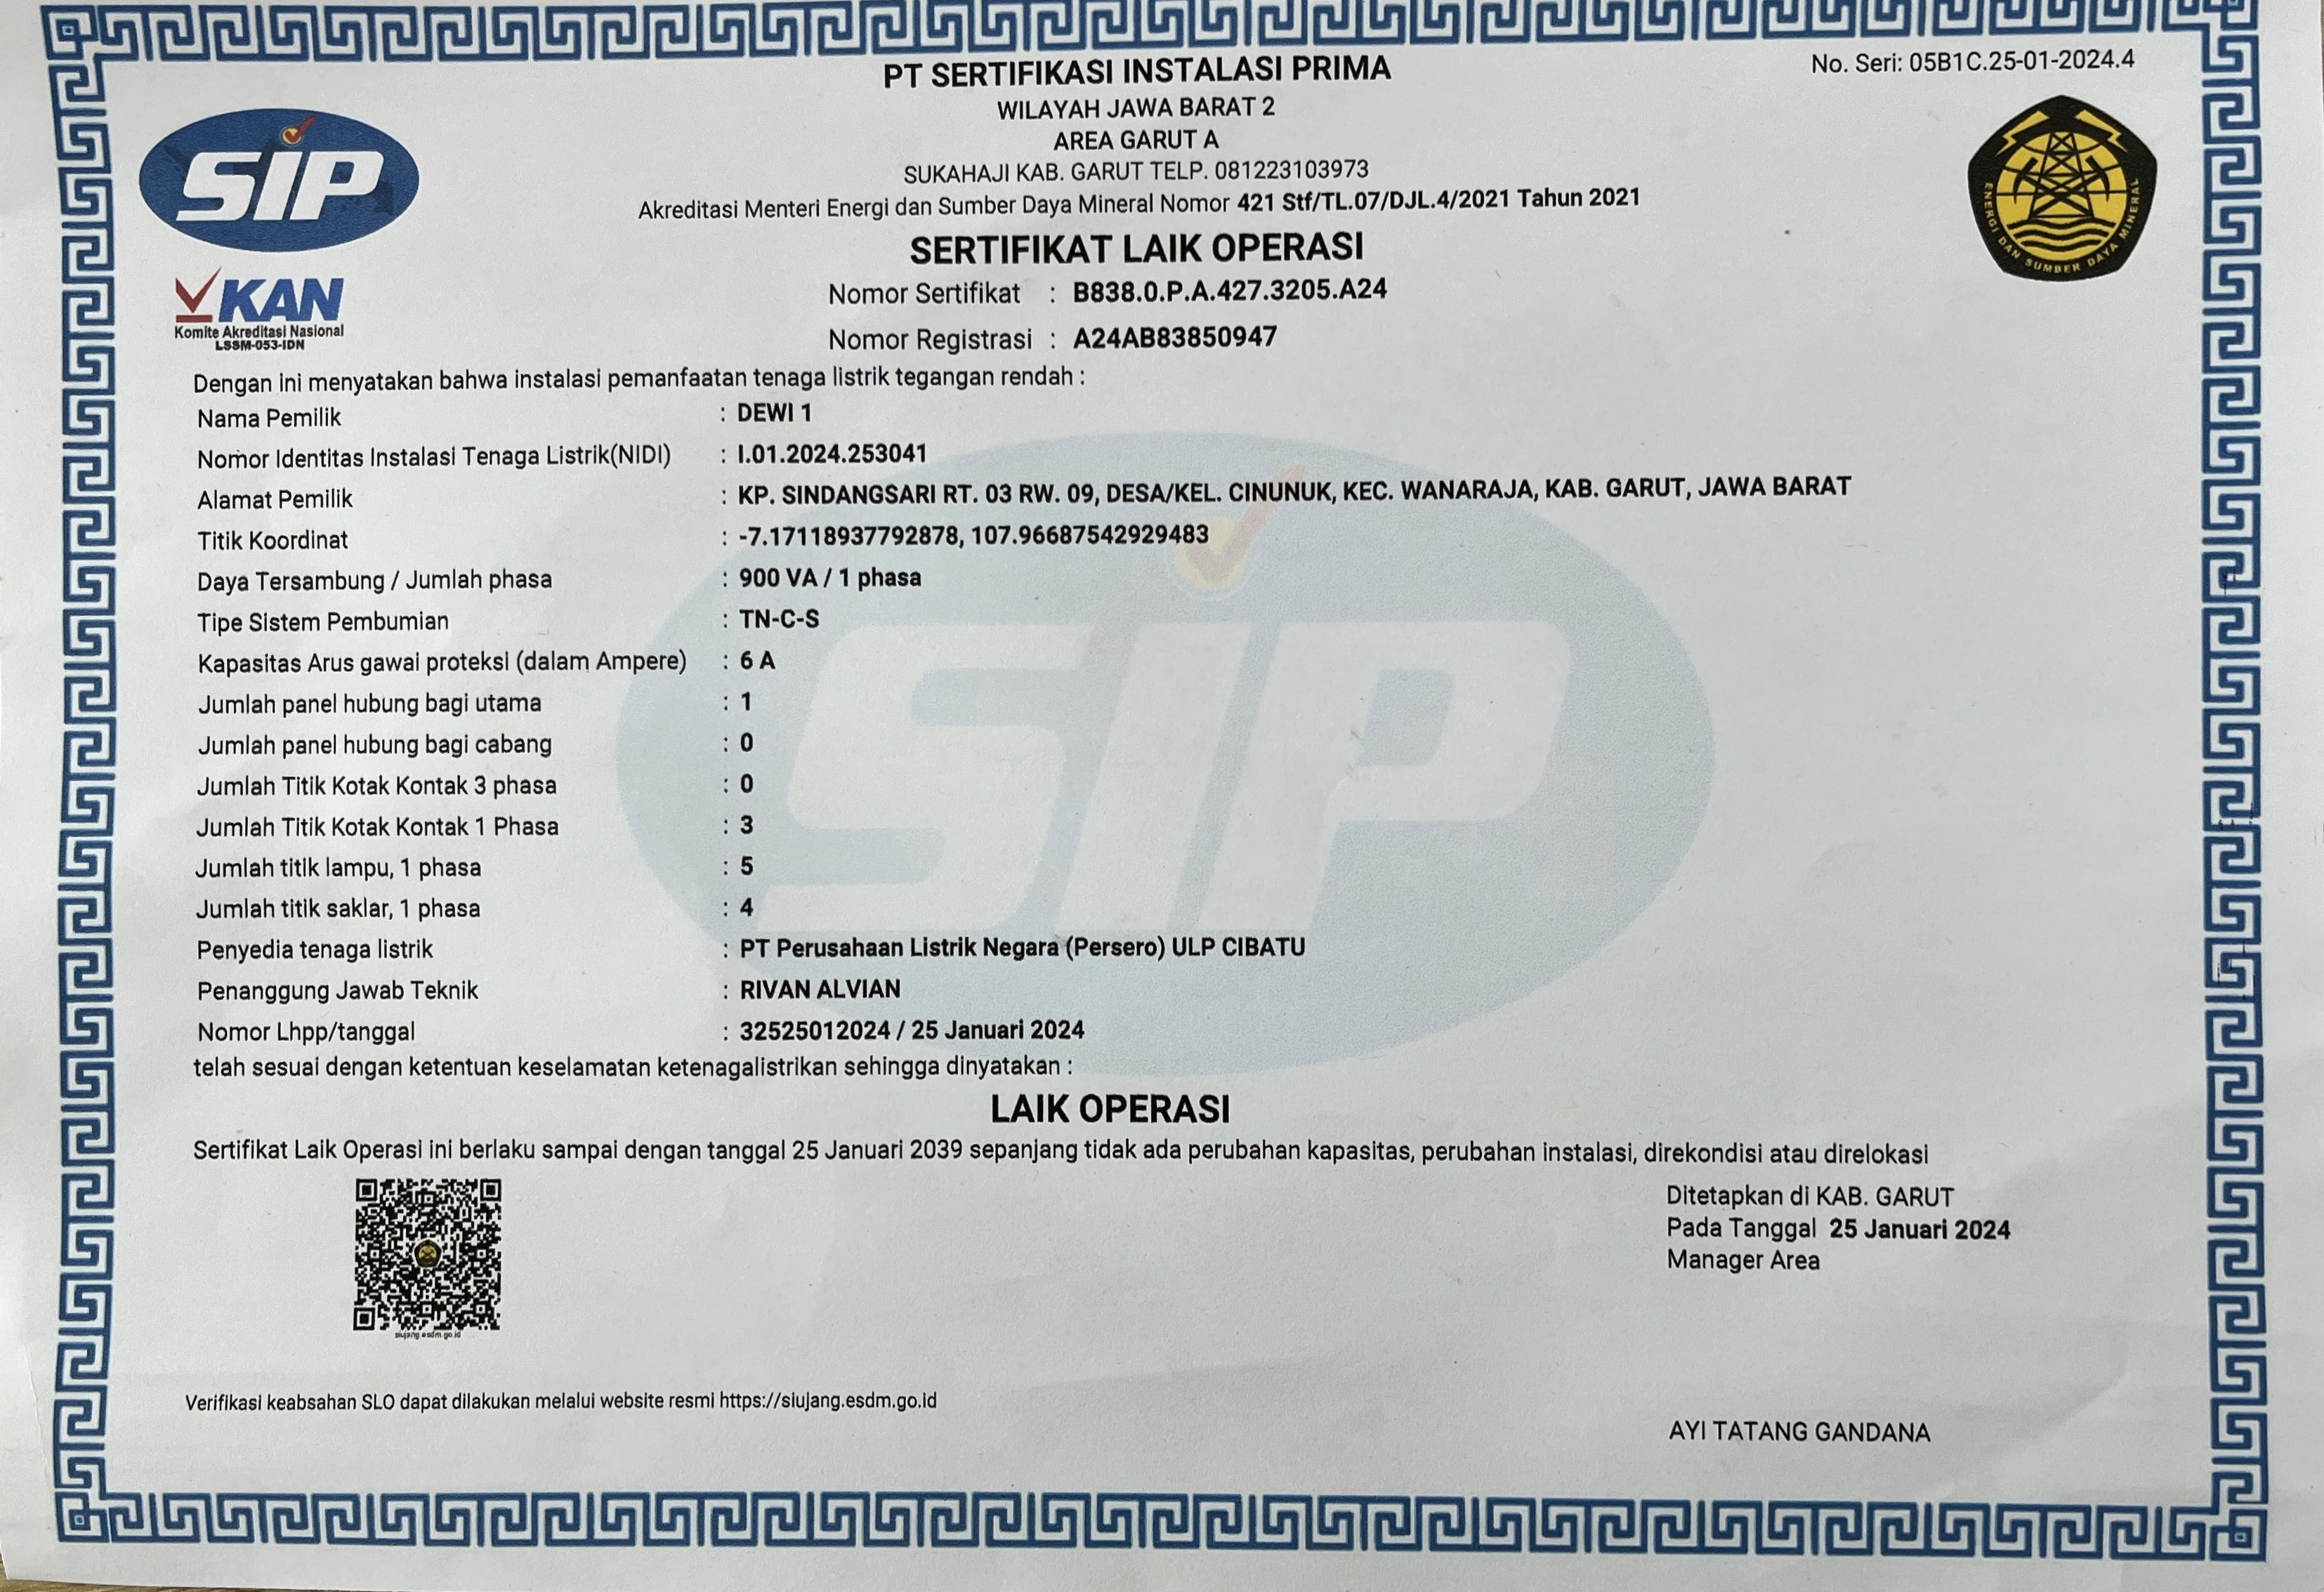 PT SERTIFIKASI INSTALASI PRIMA
No. Seri: 05B1C.25-01-2024.4
WILAYAH JAWA BARAT 2
AREA GARUT A
SUKAHAJI KAB. GARUT TELP. 081223103973
Akreditasi Menteri Energi dan Sumber Daya Mineral Nomor 421 Stf/TL.07/DJL.4/2021 Tahun 2021
SIP
ENERGI DAN SUMBER DAYA MINERAL
SERTIFIKAT LAIK OPERASI
KAN
Komite Akreditasi Nasional
LSSM-053-IDN
Nomor Sertifikat : B838.0.P.A.427.3205.A24
Nomor Registrasi : A24AB83850947
Dengan ini menyatakan bahwa instalasi pemanfaatan tenaga listrik tegangan rendah :
Nama Pemilik : DEWI 1
Nomor Identitas Instalasi Tenaga Listrik(NIDI) : I.01.2024.253041
Alamat Pemilik : KP. SINDANGSARI RT. 03 RW. 09, DESA/KEL. CINUNUK, KEC. WANARAJA, KAB. GARUT, JAWA BARAT
Titik Koordinat : -7.17118937792878, 107.96687542929483
Daya Tersambung / Jumlah phasa : 900 VA / 1 phasa
Tipe Sistem Pembumian : TN-C-S
Kapasitas Arus gawai proteksi (dalam Ampere) : 6 A
Jumlah panel hubung bagi utama : 1
Jumlah panel hubung bagi cabang : 0
Jumlah Titik Kotak Kontak 3 phasa : 0
Jumlah Titik Kotak Kontak 1 Phasa : 3
Jumlah titik lampu, 1 phasa : 5
Jumlah titik saklar, 1 phasa : 4
Penyedia tenaga listrik : PT Perusahaan Listrik Negara (Persero) ULP CIBATU
Penanggung Jawab Teknik : RIVAN ALVIAN
Nomor Lhpp/tanggal : 32525012024 / 25 Januari 2024
telah sesuai dengan ketentuan keselamatan ketenagalistrikan sehingga dinyatakan :
SIP
LAIK OPERASI
Sertifikat Laik Operasi ini berlaku sampai dengan tanggal 25 Januari 2039 sepanjang tidak ada perubahan kapasitas, perubahan instalasi, direkondisi atau direlokasi
siujang.esdm.go.id
Ditetapkan di KAB. GARUT
Pada Tanggal 25 Januari 2024
Manager Area
Verifikasi keabsahan SLO dapat dilakukan melalui website resmi https://siujang.esdm.go.id
AYI TATANG GANDANA